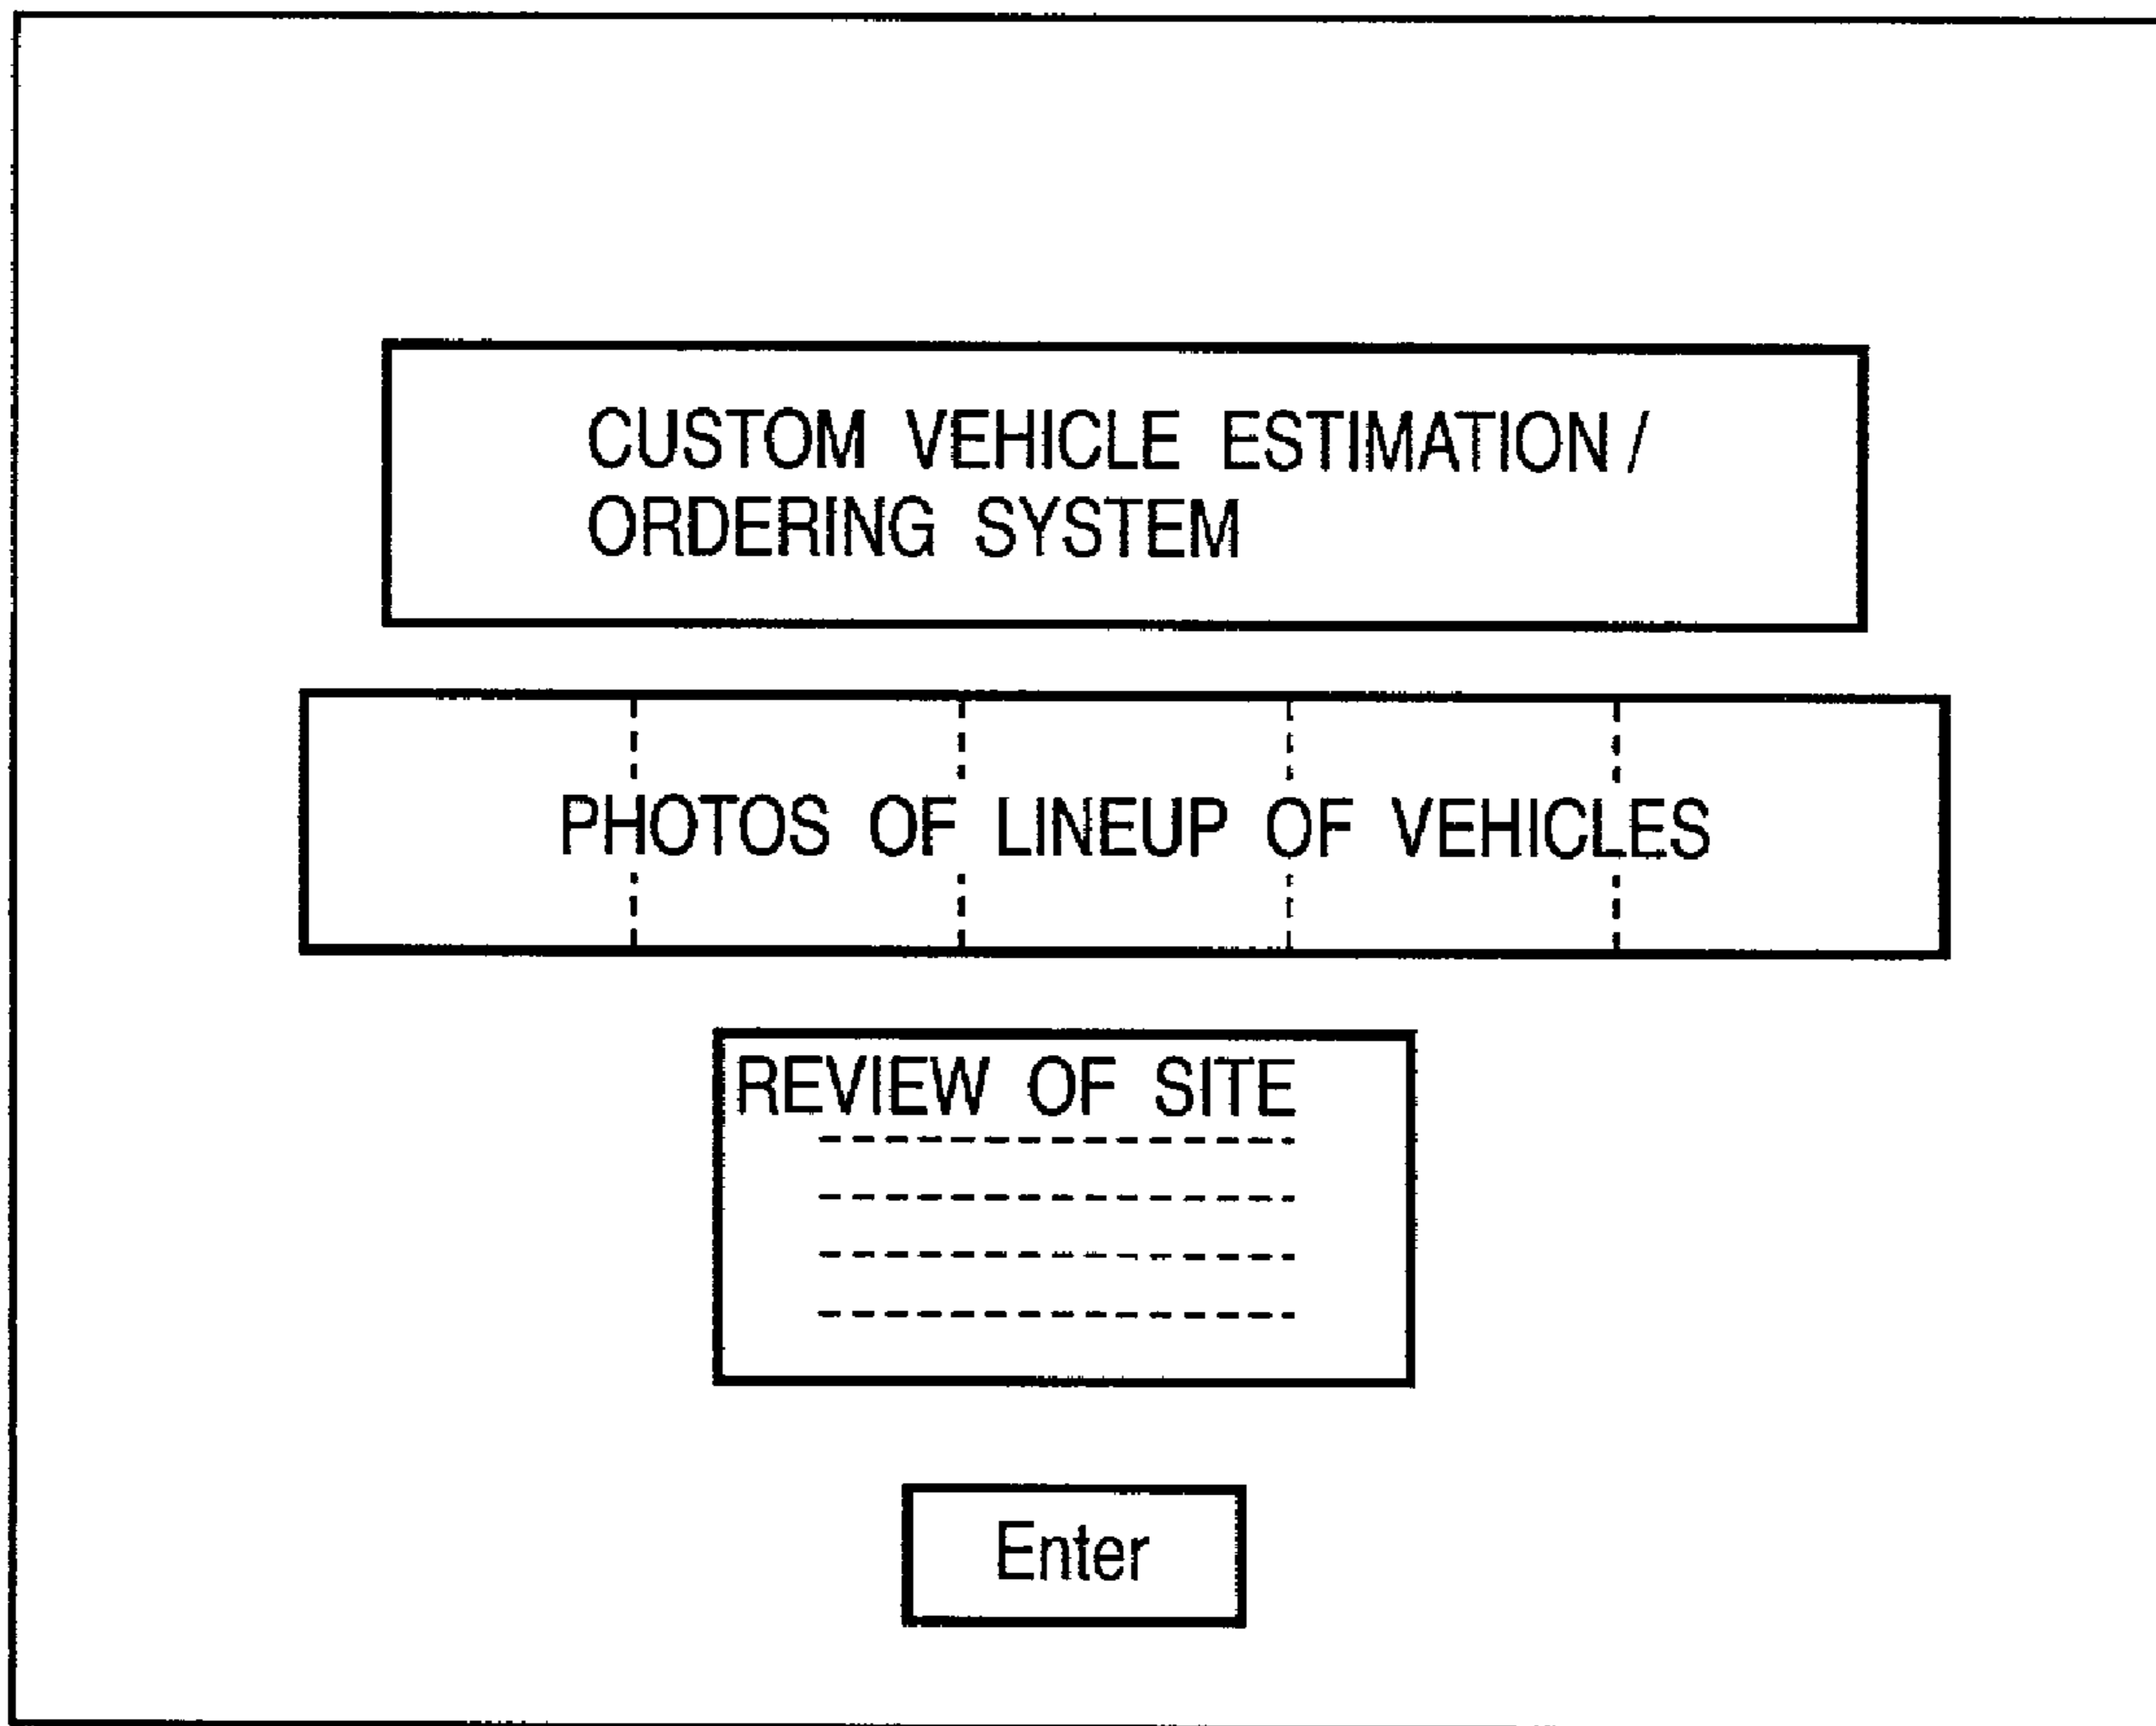 CUSTOM VEHICLE ESTIMATION/
ORDERING SYSTEM
PHOTOS OF LINEUP OF VEHICLES
REVIEW OF SITE
Enter